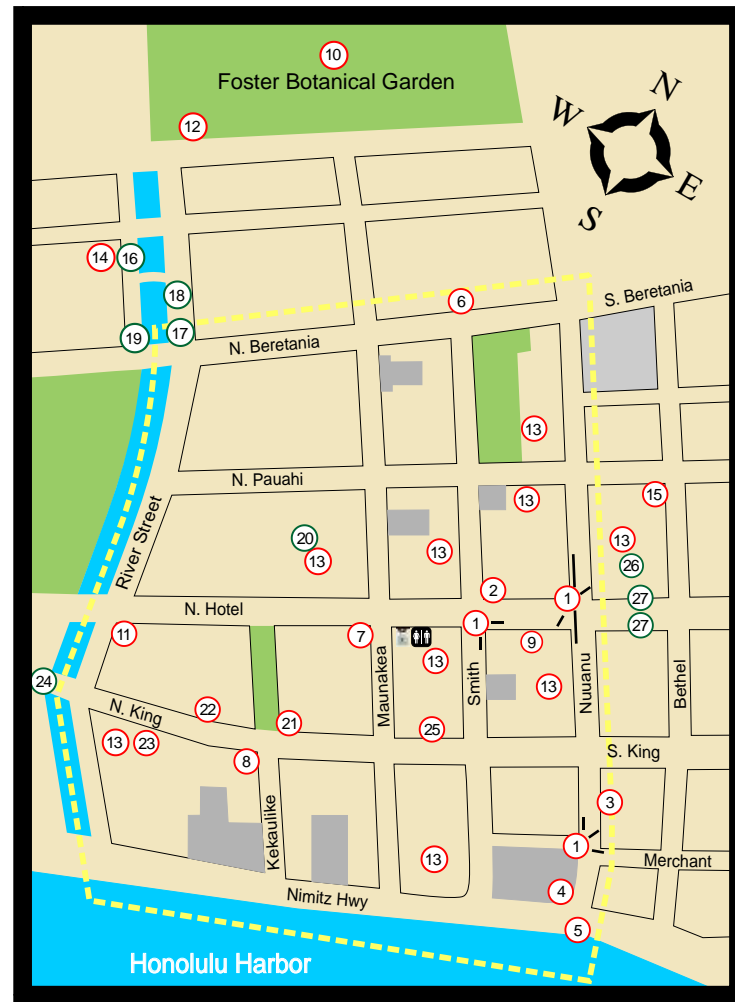 10
Foster Botanical Garden
12
N
W
E
S
14
16
18
6
S. Beretania
19
17
N. Beretania
13
N. Pauahi
13
15
River Street
20
13
13
13
26
2
1
27
N. Hotel
11
7
1
9
27
13
Maunakea
Smith
13
Nuuanu
Bethel
24
N. King
22
21
25
S. King
13
23
8
3
Kekaulike
1
13
Merchant
4
Nimitz Hwy
5
Honolulu Harbor